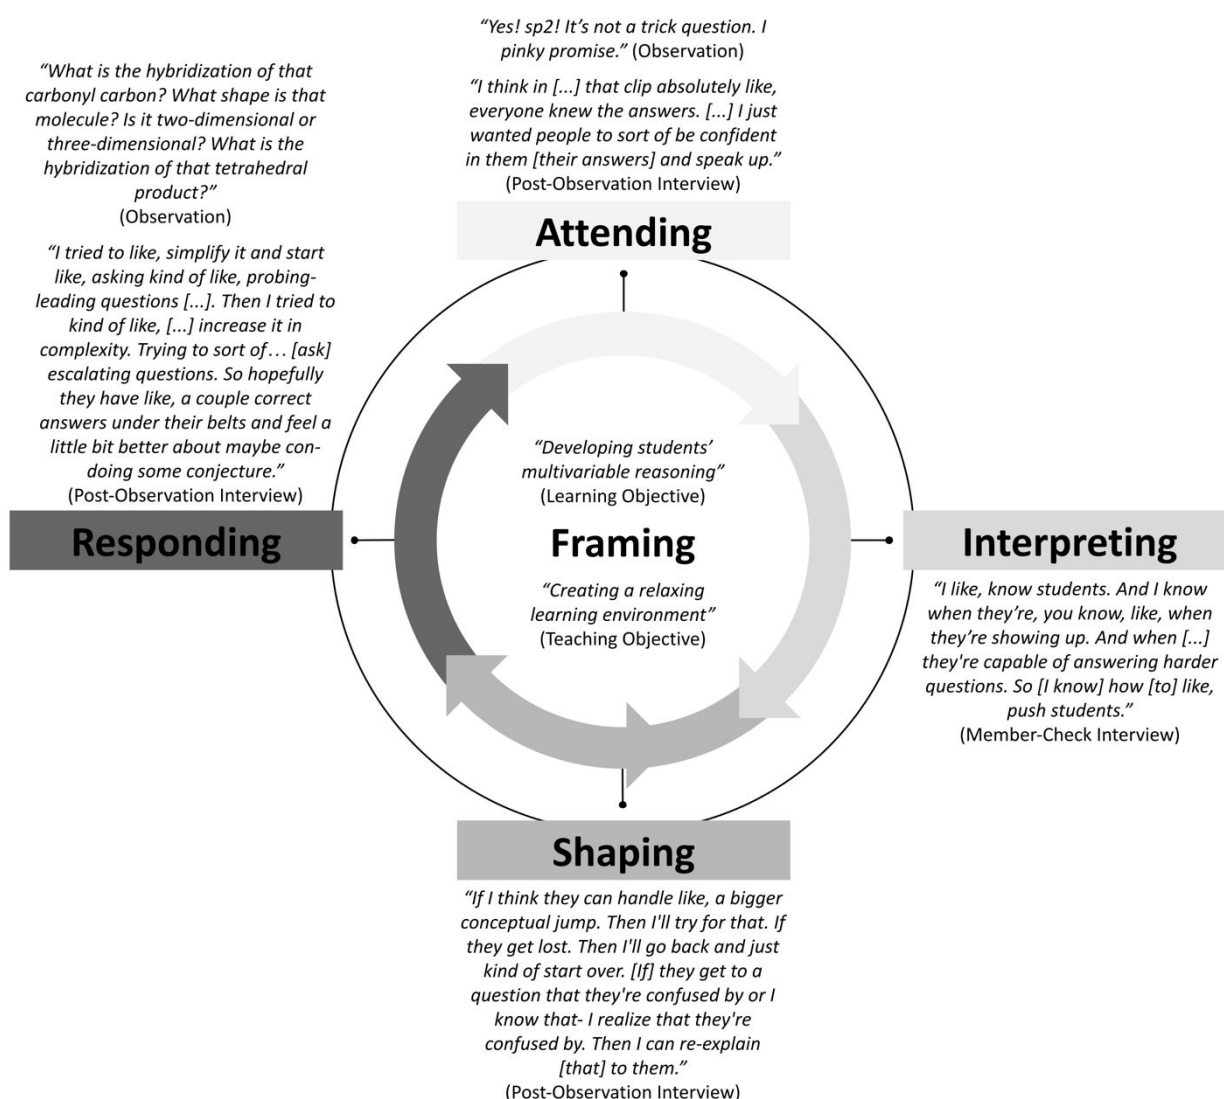 “Yes! sp2! It’s not a trick question. I
pinky promise.” (Observation)
“I think in [...] that clip absolutely like,
everyone knew the answers. [...] I just
wanted people to sort of be confident
in them [their answers] and speak up.”
(Post-Observation Interview)
Attending
“What is the hybridization of that
carbonyl carbon? What shape is that
molecule? Is it two-dimensional or
three-dimensional? What is the
hybridization of that tetrahedral
product?”
(Observation)
“I tried to like, simplify it and start
like, asking kind of like, probing-
leading questions [...]. Then I tried to
kind of like, [...] increase it in
complexity. Trying to sort of… [ask]
escalating questions. So hopefully
they have like, a couple correct
answers under their belts and feel a
little bit better about maybe con-
doing some conjecture.”
(Post-Observation Interview)
Responding
“Developing students’
multivariable reasoning”
(Learning Objective)
Framing
“Creating a relaxing
learning environment”
(Teaching Objective)
Interpreting
“I like, know students. And I know
when they’re, you know, like, when
they’re showing up. And when [...]
they're capable of answering harder
questions. So [I know] how [to] like,
push students.”
(Member-Check Interview)
Shaping
“If I think they can handle like, a bigger
conceptual jump. Then I'll try for that. If
they get lost. Then I'll go back and just
kind of start over. [If] they get to a
question that they're confused by or I
know that- I realize that they're
confused by. Then I can re-explain
[that] to them.”
(Post-Observation Interview)